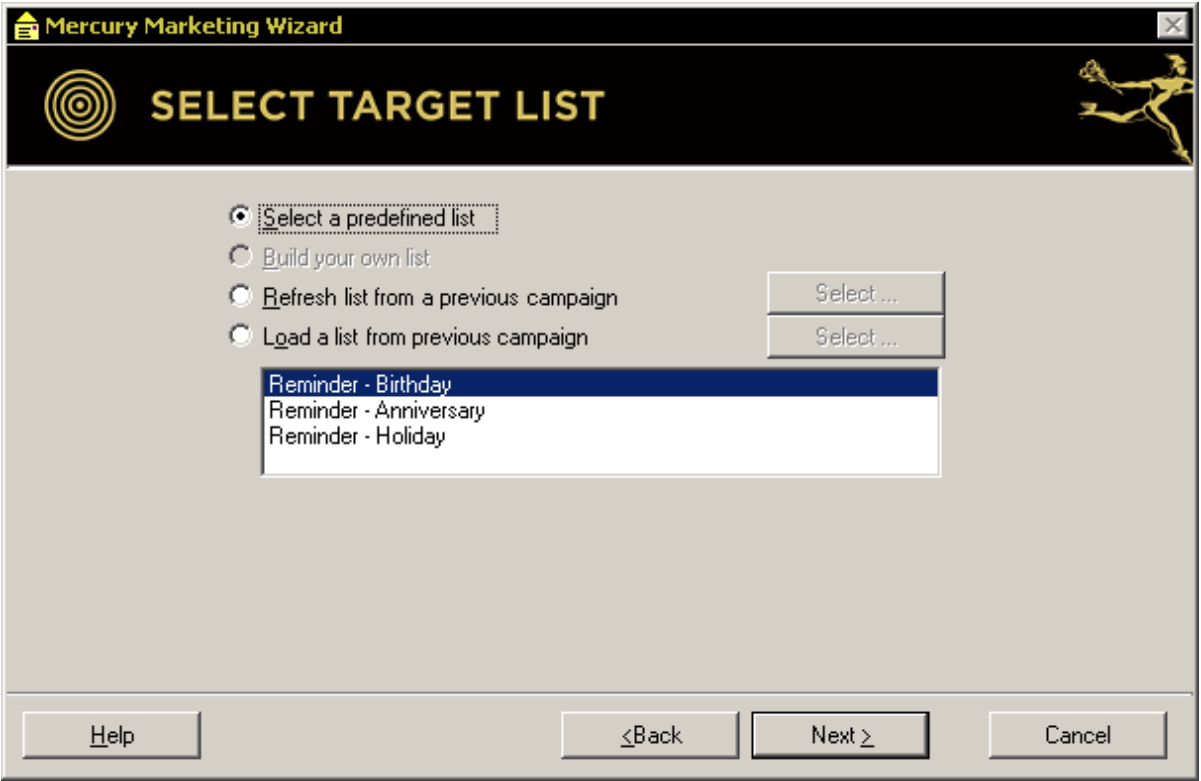 Mercury Marketing Wizard
SELECT TARGET LIST
Select a predefined list
Build your own list
Refresh list from a previous campaign
Select ...
Load a list from previous campaign
Select ...
Reminder - Birthday
Reminder - Anniversary
Reminder - Holiday
Help
<Back
Next >
Cancel